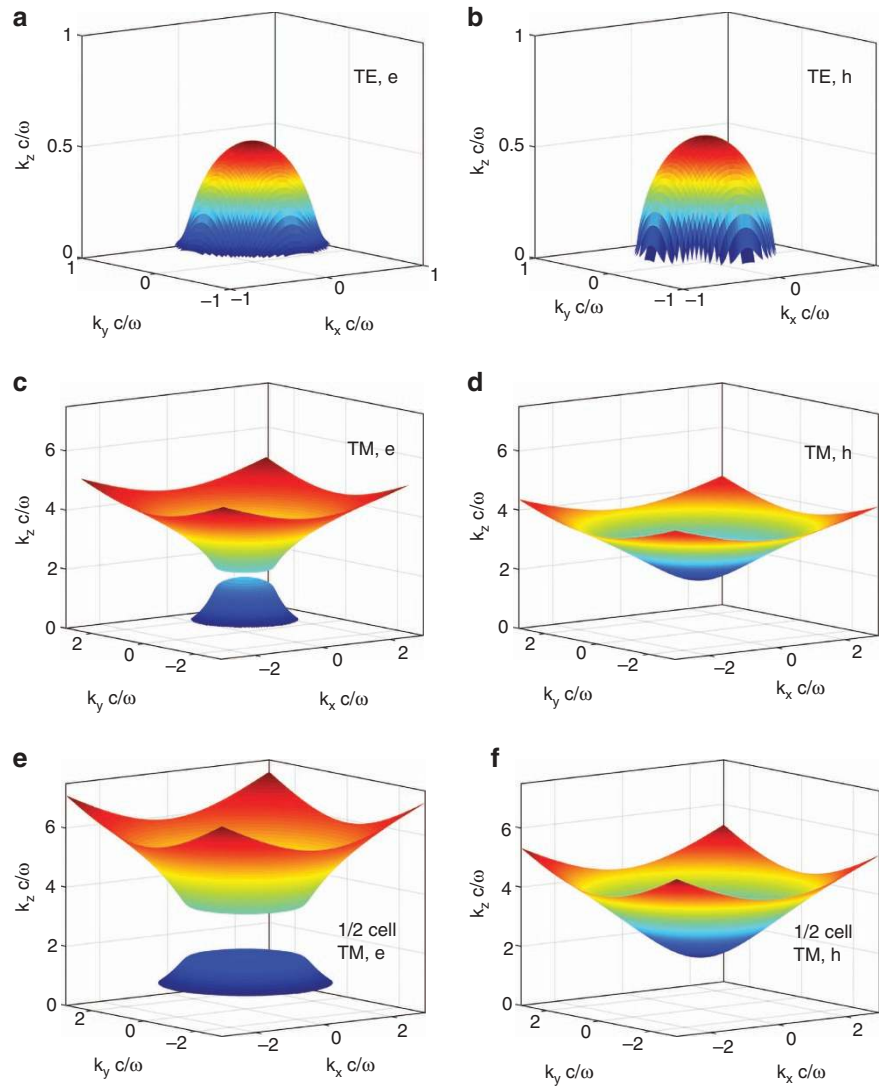 a
TE, e
1
0.5
0
k_z c/ω
1
0
−1
k_y c/ω
−1
0
1
k_x c/ω
b
TE, h
1
0.5
0
k_z c/ω
1
0
−1
k_y c/ω
−1
0
1
k_x c/ω
c
TM, e
6
4
2
0
k_z c/ω
2
0
−2
k_y c/ω
−2
0
2
k_x c/ω
d
TM, h
6
4
2
0
k_z c/ω
2
0
−2
k_y c/ω
−2
0
2
k_x c/ω
e
1/2 cell
TM, e
6
4
2
0
k_z c/ω
2
0
−2
k_y c/ω
−2
0
2
k_x c/ω
f
1/2 cell
TM, h
6
4
2
0
k_z c/ω
2
0
−2
k_y c/ω
−2
0
2
k_x c/ω